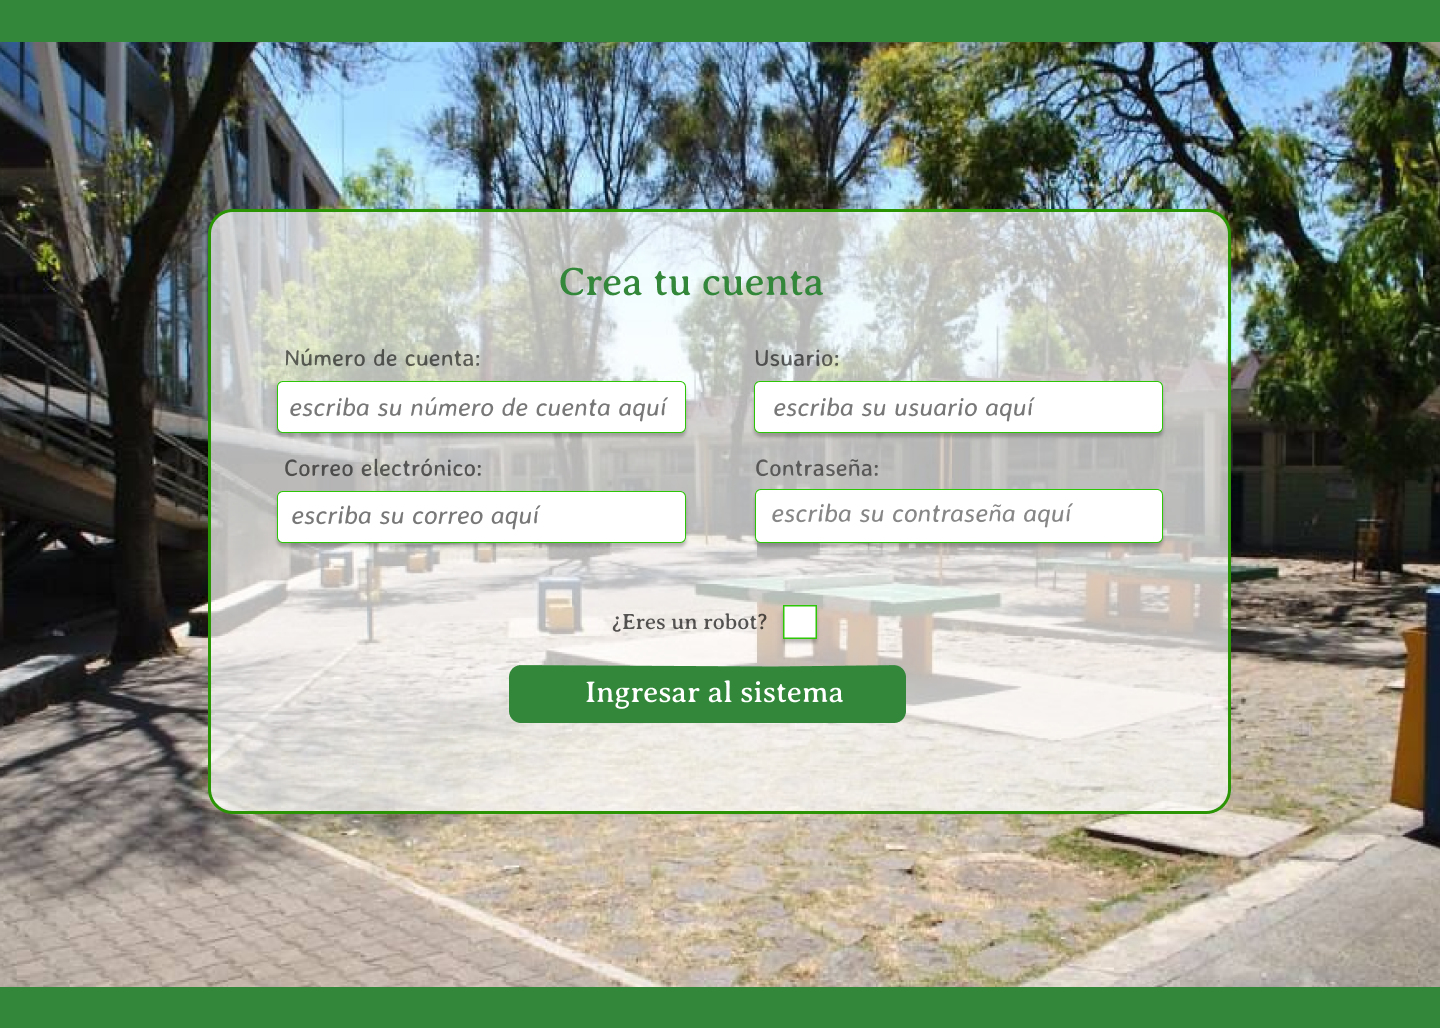 Crea tu cuenta
Número de cuenta:
Usuario:
escriba su número de cuenta aquí
escriba su usuario aquí
Correo electrónico:
Contraseña:
escriba su correo aquí
escriba su contraseña aquí
¿Eres un robot?
Ingresar al sistema